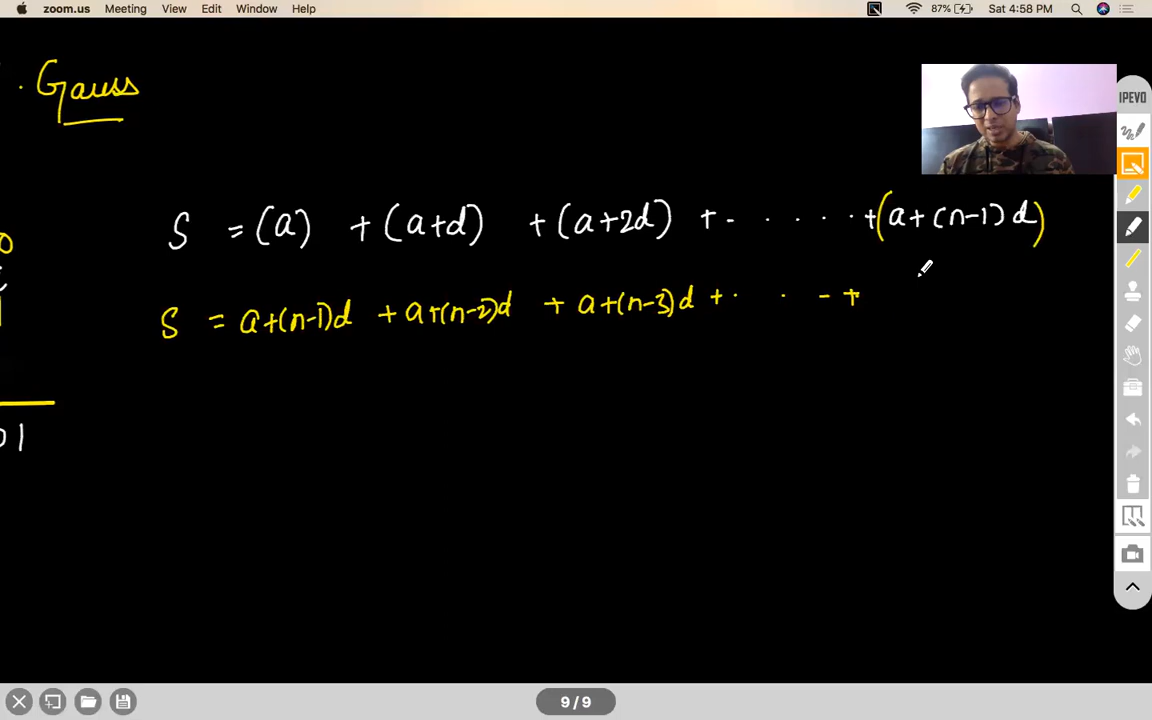 zoom.us Meeting View Edit Window Help 87% Sat 4:58 PM
. Gauss
IPEVO
S = (a) + (a+d) + (a+2d) + - . . . . + (a+(n-1)d)
S = a+(n-1)d + a+(n-2)d + a+(n-3)d + . . - +
01
9 / 9